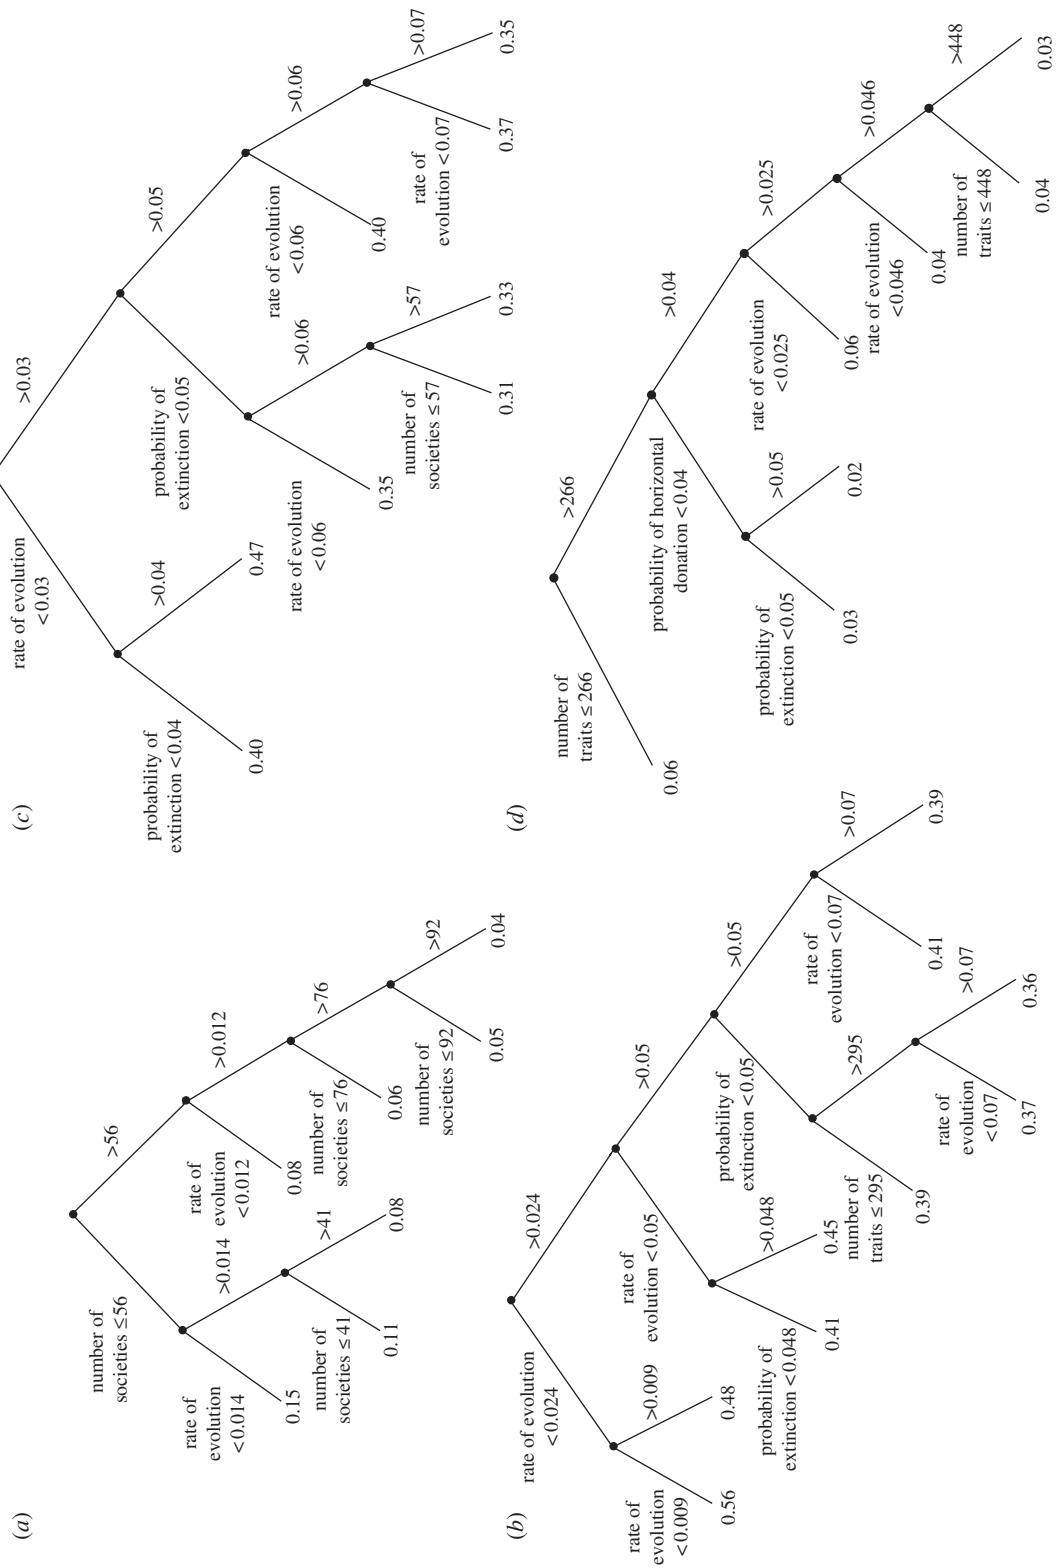 (a)
number of
societies ≤56
>56
rate of
evolution
<0.014
>0.014
rate of
evolution
<0.012
>0.012
0.15
number of
societies ≤41
>41
0.08
number of
societies ≤76
>76
0.11
0.08
0.06
number of
societies ≤92
>92
0.05
0.04
(b)
rate of evolution
<0.024
>0.024
rate of
evolution
<0.009
>0.009
rate of
evolution <0.05
>0.05
0.56
0.48
probability of
extinction <0.048
>0.048
probability of
extinction <0.05
>0.05
0.41
0.45
number of
traits ≤295
>295
rate of
evolution <0.07
>0.07
0.39
rate of
evolution
<0.07
>0.07
0.41
0.39
0.37
0.36
(c)
rate of evolution
<0.03
>0.03
probability of
extinction <0.04
>0.04
probability of
extinction <0.05
>0.05
0.40
0.47
rate of evolution
<0.06
>0.06
rate of evolution
<0.06
>0.06
0.35
number of
societies ≤57
>57
0.40
rate of
evolution <0.07
>0.07
0.31
0.33
0.37
0.35
(d)
number of
traits ≤266
>266
0.06
probability of horizontal
donation <0.04
>0.04
probability of
extinction <0.05
>0.05
rate of evolution
<0.025
>0.025
0.03
0.02
0.06
rate of evolution
<0.046
>0.046
0.04
number of
traits ≤448
>448
0.04
0.03